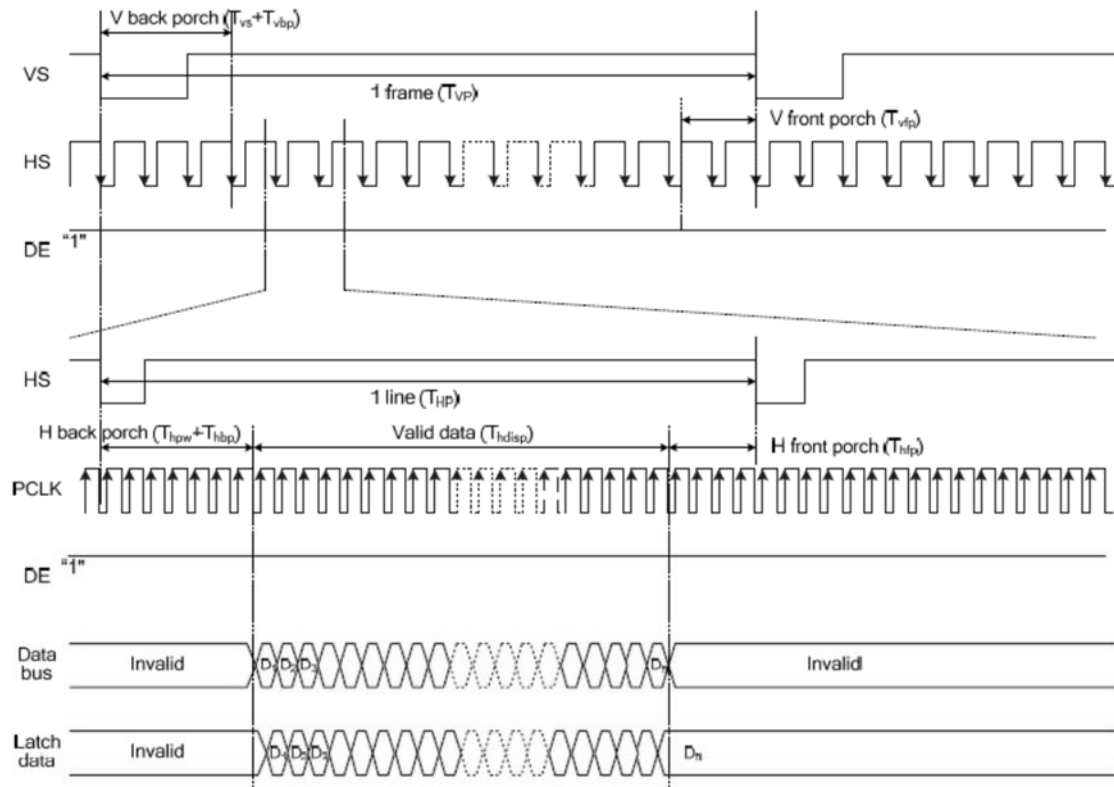 V back porch (Tvs+Tvbp)
VS
1 frame (TVP)
V front porch (Tvfp)
HS
DE "1"
HS
1 line (THP)
H back porch (Thpw+Thbp)
Valid data (Thdisp)
H front porch (Thfp)
PCLK
DE "1"
Data bus
Invalid
D1 D2 D3
Dn
Invalid
Latch data
Invalid
D1 D2 D3
Dn